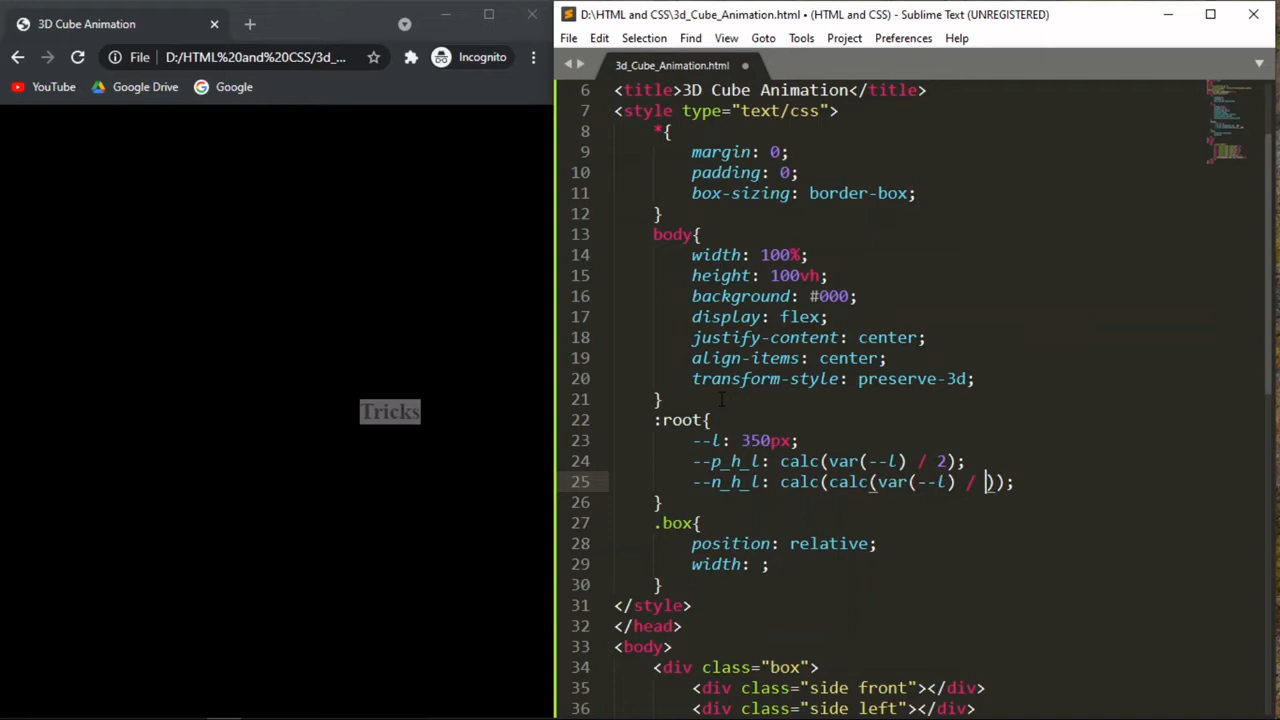 3D Cube Animation
File D:/HTML%20and%20CSS/3d_... Incognito
YouTube Google Drive Google
Tricks
D:\HTML and CSS\3d_Cube_Animation.html • (HTML and CSS) - Sublime Text (UNREGISTERED)
File Edit Selection Find View Goto Tools Project Preferences Help
3d_Cube_Animation.html
6 <title>3D Cube Animation</title>
7 <style type="text/css">
8 *{
9 margin: 0;
10 padding: 0;
11 box-sizing: border-box;
12 }
13 body{
14 width: 100%;
15 height: 100vh;
16 background: #000;
17 display: flex;
18 justify-content: center;
19 align-items: center;
20 transform-style: preserve-3d;
21 }
22 :root{
23 --l: 350px;
24 --p_h_l: calc(var(--l) / 2);
25 --n_h_l: calc(calc(var(--l) / ));
26 }
27 .box{
28 position: relative;
29 width: ;
30 }
31 </style>
32 </head>
33 <body>
34 <div class="box">
35 <div class="side front"></div>
36 <div class="side left"></div>